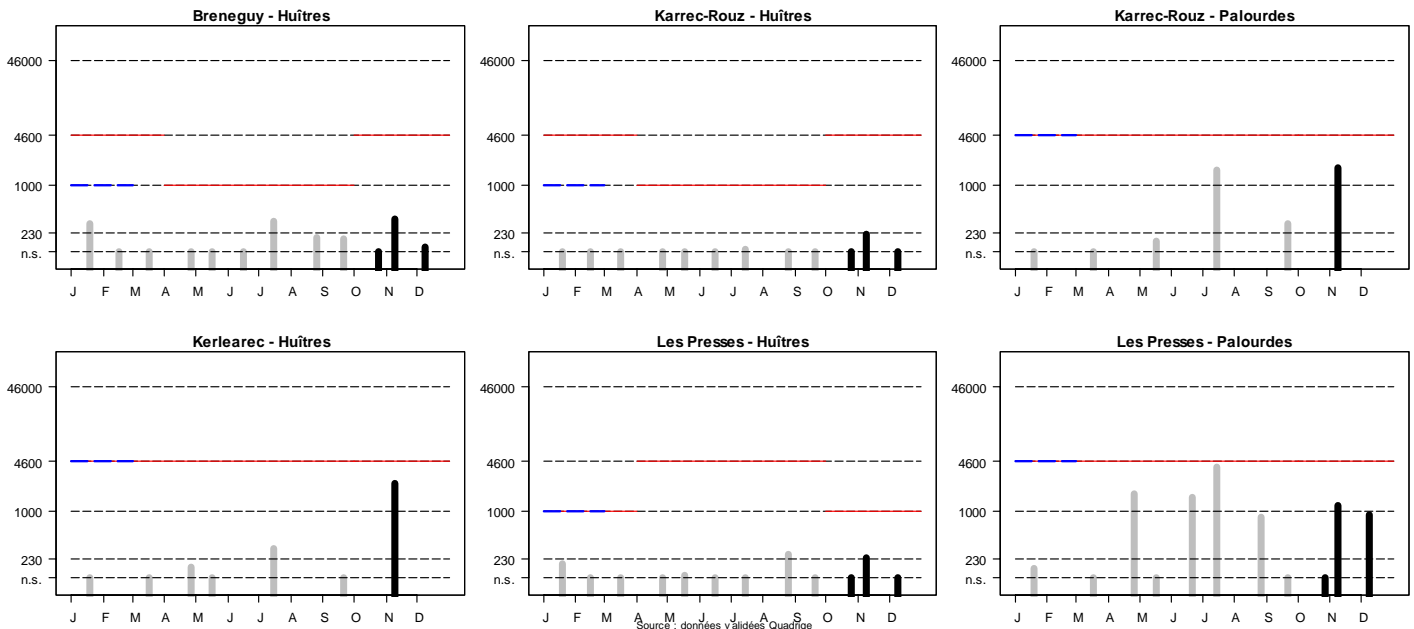 Breneguy - Huîtres
46000
4600
1000
230
n.s.
J F M A M J J A S O N D
Karrec-Rouz - Huîtres
46000
4600
1000
230
n.s.
J F M A M J J A S O N D
Karrec-Rouz - Palourdes
46000
4600
1000
230
n.s.
J F M A M J J A S O N D
Kerlearec - Huîtres
46000
4600
1000
230
n.s.
J F M A M J J A S O N D
Les Presses - Huîtres
46000
4600
1000
230
n.s.
J F M A M J J A S O N D
Les Presses - Palourdes
46000
4600
1000
230
n.s.
J F M A M J J A S O N D
Source : données validées Quadrige